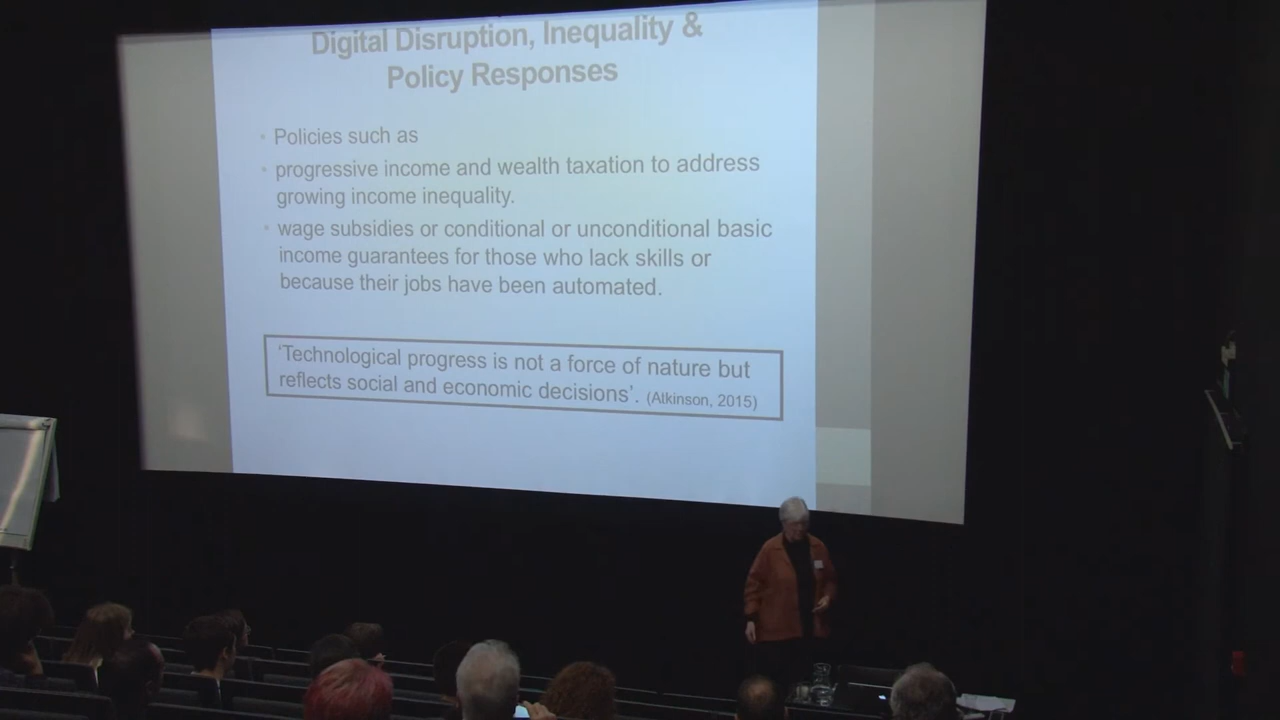 Digital Disruption, Inequality &
Policy Responses
• Policies such as
• progressive income and wealth taxation to address
growing income inequality.
• wage subsidies or conditional or unconditional basic
income guarantees for those who lack skills or
because their jobs have been automated.
‘Technological progress is not a force of nature but
reflects social and economic decisions’. (Atkinson, 2015)